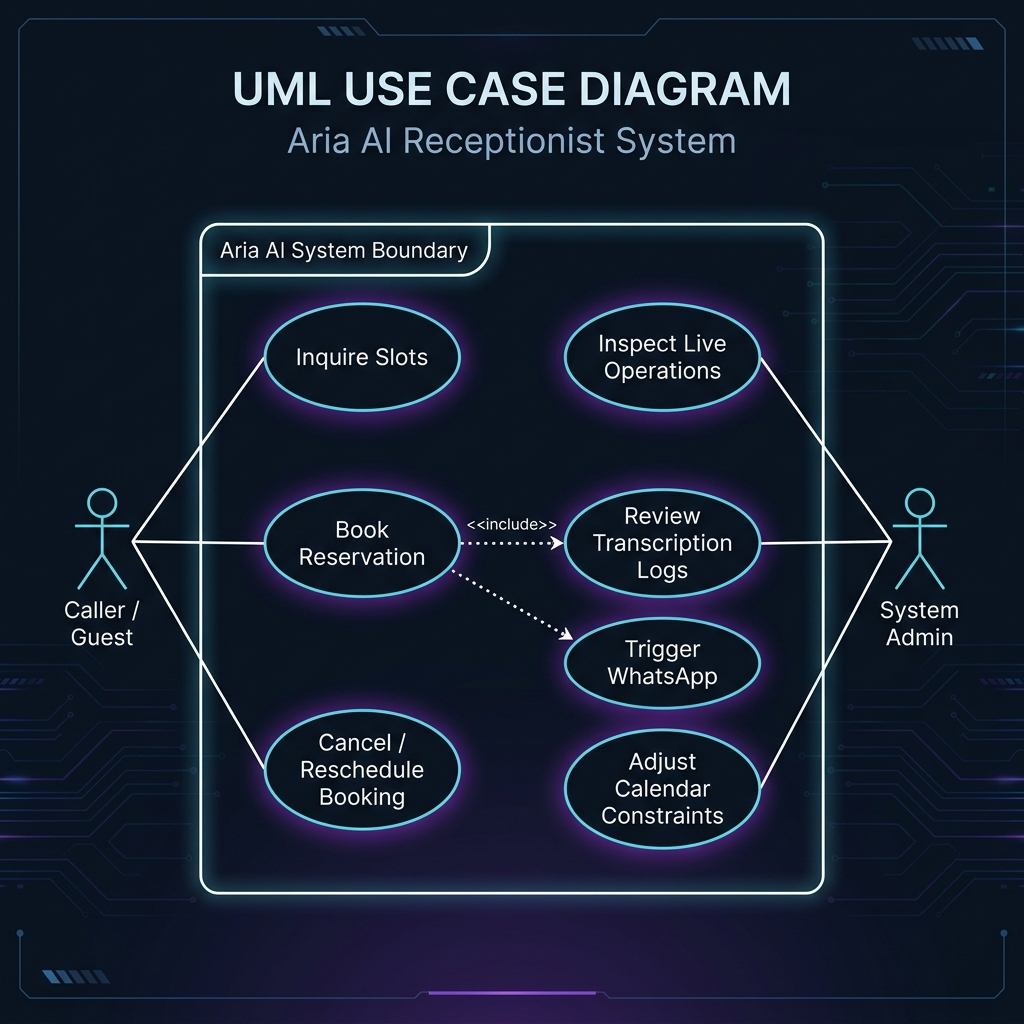 UML USE CASE DIAGRAM
Aria AI Receptionist System
Aria AI System Boundary
Inquire Slots
Inspect Live
Operations
Book
Reservation
<<include>>
Review
Transcription
Logs
Caller /
Guest
System
Admin
Trigger
WhatsApp
Cancel /
Reschedule
Booking
Adjust
Calendar
Constraints